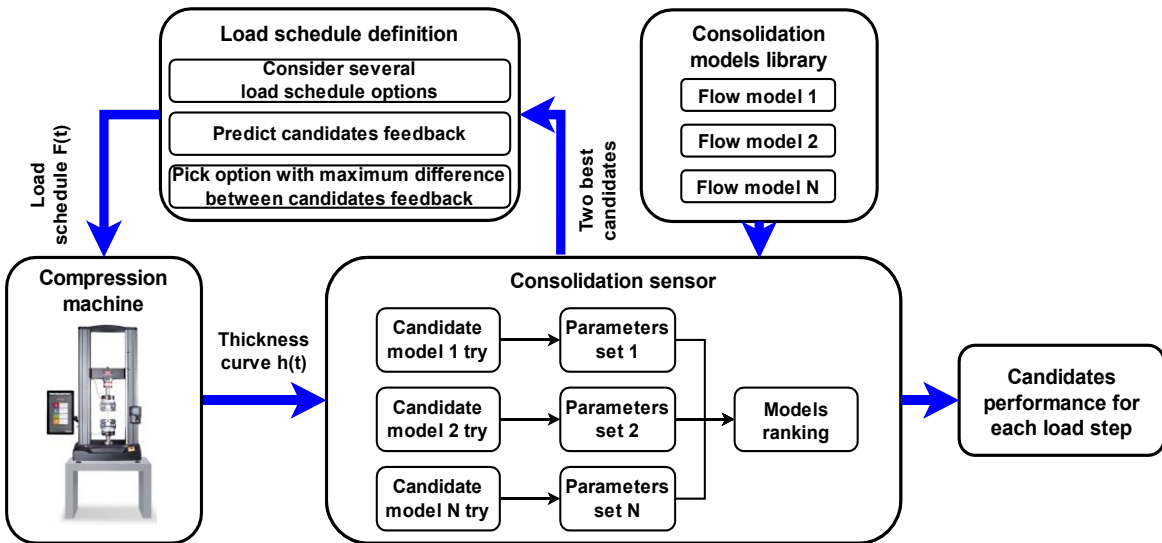 Load schedule definition
Consider several
load schedule options
Predict candidates feedback
Pick option with maximum difference
between candidates feedback
Consolidation
models library
Flow model 1
Flow model 2
Flow model N
Load
schedule F(t)
Two best
candidates
Compression
machine
Thickness
curve h(t)
Consolidation sensor
Candidate
model 1 try
Parameters
set 1
Candidate
model 2 try
Parameters
set 2
Candidate
model N try
Parameters
set N
Models
ranking
Candidates
performance for
each load step